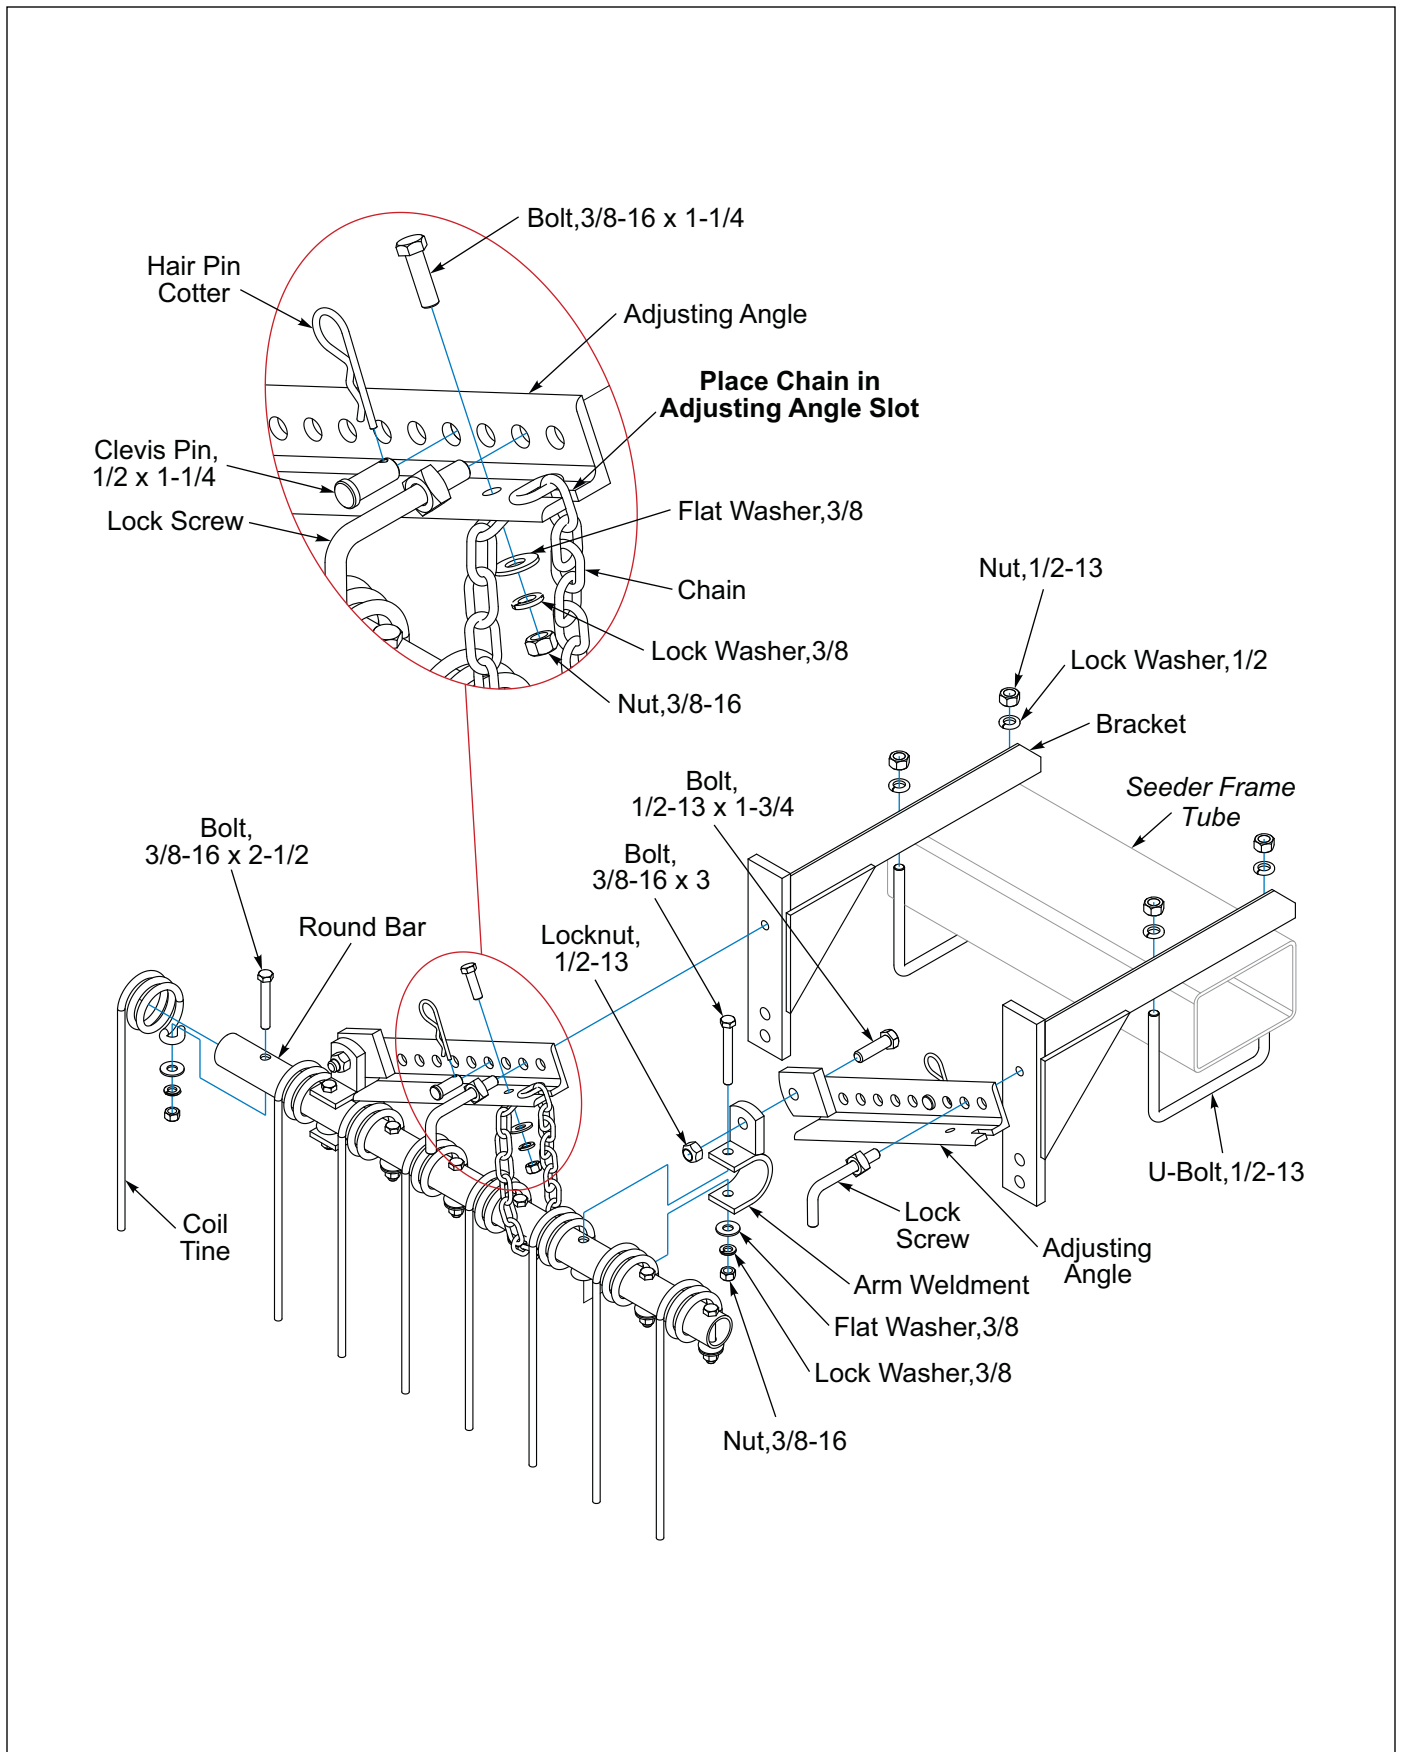 Bolt,3/8-16 x 1-1/4
Hair Pin
Cotter
Adjusting Angle
Place Chain in
Adjusting Angle Slot
Clevis Pin,
1/2 x 1-1/4
Lock Screw
Flat Washer,3/8
Chain
Lock Washer,3/8
Nut,3/8-16
Nut,1/2-13
Lock Washer,1/2
Bracket
Seeder Frame
Tube
Bolt,
1/2-13 x 1-3/4
Bolt,
3/8-16 x 2-1/2
Bolt,
3/8-16 x 3
Round Bar
Locknut,
1/2-13
Coil
Tine
U-Bolt,1/2-13
Lock
Screw
Adjusting
Angle
Arm Weldment
Flat Washer,3/8
Lock Washer,3/8
Nut,3/8-16